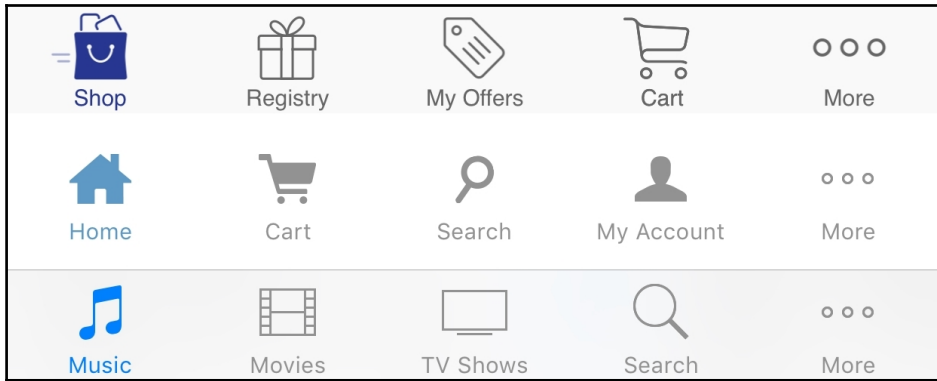 Shop Registry My Offers Cart More
Home Cart Search My Account More
Music Movies TV Shows Search More